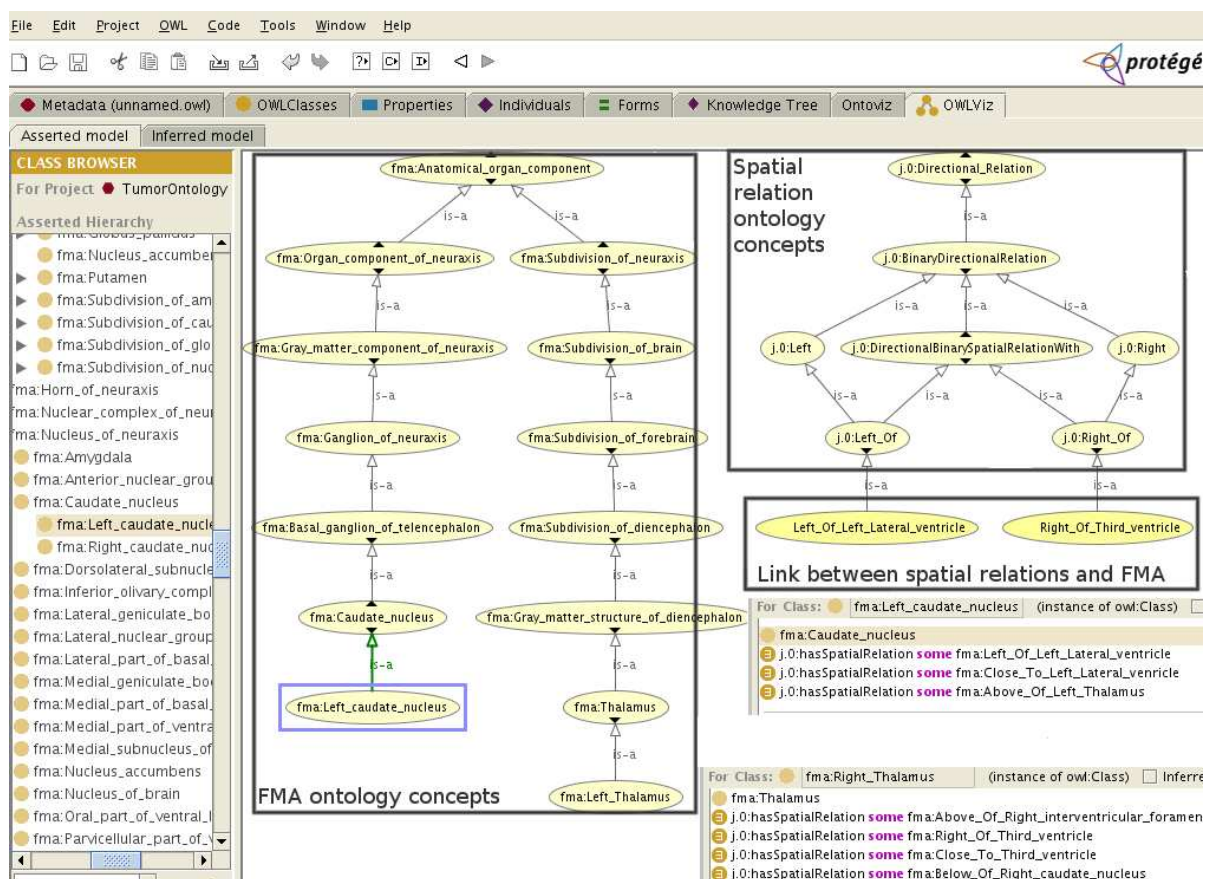 File Edit Project OWL Code Tools Window Help
protégé
Metadata (unnamed.owl) OWLClasses Properties Individuals Forms Knowledge Tree Ontoviz OWLViz
Asserted model Inferred model
CLASS BROWSER
For Project TumorOntology
Asserted Hierarchy
fma:Nucleus_accumber
fma:Putamen
fma:Subdivision_of_am
fma:Subdivision_of_cau
fma:Subdivision_of_glo
fma:Subdivision_of_nuc
fma:Horn_of_neuraxis
fma:Nuclear_complex_of_neur
fma:Nucleus_of_neuraxis
fma:Amygdala
fma:Anterior_nuclear_grou
fma:Caudate_nucleus
fma:Left_caudate_nucle
fma:Right_caudate_nuc
fma:Dorsolateral_subnucle
fma:Inferior_olivary_compl
fma:Lateral_geniculate_bo
fma:Lateral_nuclear_group
fma:Lateral_part_of_basal_
fma:Medial_geniculate_bo
fma:Medial_part_of_basal_
fma:Medial_part_of_ventra
fma:Medial_subnucleus_of
fma:Nucleus_accumbens
fma:Nucleus_of_brain
fma:Oral_part_of_ventral_l
fma:Parvicellular_part_of_v
fma:Anatomical_organ_component
is-a is-a
fma:Organ_component_of_neuraxis fma:Subdivision_of_neuraxis
is-a is-a
fma:Gray_matter_component_of_neuraxis fma:Subdivision_of_brain
is-a is-a
fma:Ganglion_of_neuraxis fma:Subdivision_of_forebrain
is-a is-a
fma:Basal_ganglion_of_telencephalon fma:Subdivision_of_diencephalon
is-a is-a
fma:Caudate_nucleus fma:Gray_matter_structure_of_diencephalon
is-a is-a
fma:Left_caudate_nucleus fma:Thalamus
is-a
FMA ontology concepts fma:Left_Thalamus
Spatial
relation
ontology
concepts
j.0:Directional_Relation
is-a
j.0:BinaryDirectionalRelation
is-a is-a is-a
j.0:Left j.0:DirectionalBinarySpatialRelationWith j.0:Right
is-a is-a is-a is-a
j.0:Left_Of j.0:Right_Of
is-a is-a
Left_Of_Left_Lateral_ventricle Right_Of_Third_ventricle
Link between spatial relations and FMA
For Class: fma:Left_caudate_nucleus (instance of owl:Class)
fma:Caudate_nucleus
j.0:hasSpatialRelation some fma:Left_Of_Left_Lateral_ventricle
j.0:hasSpatialRelation some fma:Close_To_Left_Lateral_venricle
j.0:hasSpatialRelation some fma:Above_Of_Left_Thalamus
For Class: fma:Right_Thalamus (instance of owl:Class) Inferre
fma:Thalamus
j.0:hasSpatialRelation some fma:Above_Of_Right_interventricular_foramen
j.0:hasSpatialRelation some fma:Right_Of_Third_ventricle
j.0:hasSpatialRelation some fma:Close_To_Third_ventricle
j.0:hasSpatialRelation some fma:Below_Of_Right_caudate_nucleus